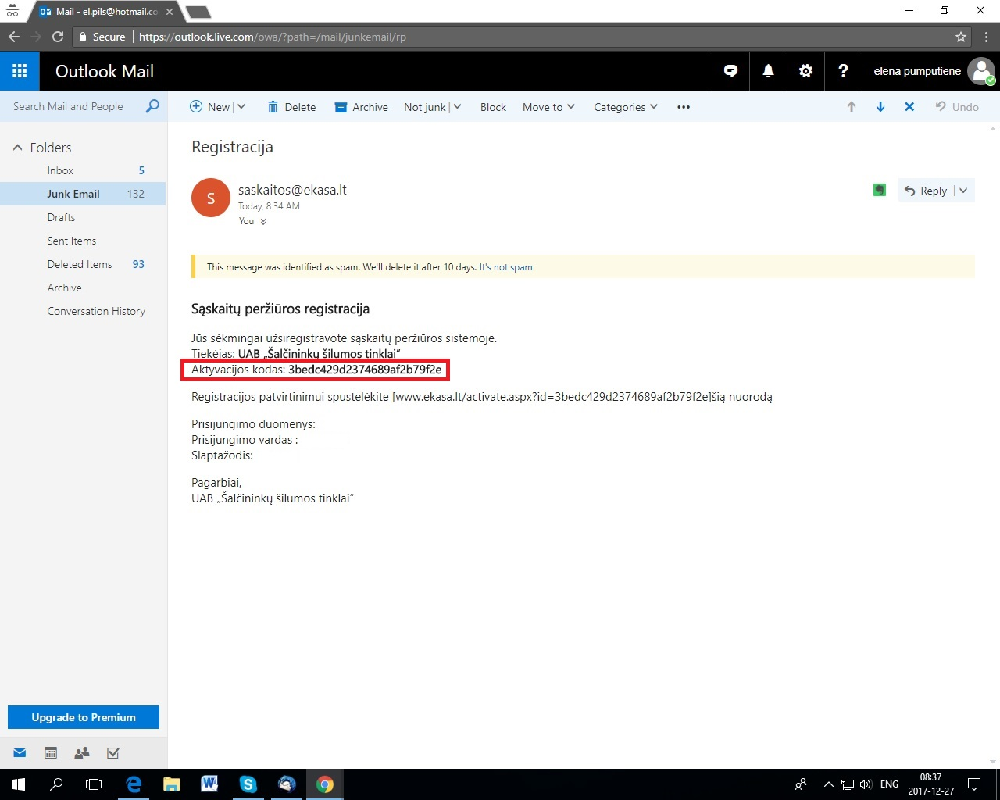 Mail - el.pils@hotmail.co
Secure https://outlook.live.com/owa/?path=/mail/junkemail/rp
Outlook Mail
elena pumputiene
Search Mail and People
New Delete Archive Not junk Block Move to Categories Undo
Folders
Inbox 5
Junk Email 132
Drafts
Sent Items
Deleted Items 93
Archive
Conversation History
Registracija
S
saskaitos@ekasa.lt
Today, 8:34 AM
You
Reply
This message was identified as spam. We'll delete it after 10 days. It's not spam
Sąskaitų peržiūros registracija
Jūs sėkmingai užsiregistravote sąskaitų peržiūros sistemoje.
Tiekėjas: UAB „Šalčininkų šilumos tinklai“
Aktyvacijos kodas: 3bedc429d2374689af2b79f2e
Registracijos patvirtinimui spustelėkite [www.ekasa.lt/activate.aspx?id=3bedc429d2374689af2b79f2e]šią nuorodą
Prisijungimo duomenys:
Prisijungimo vardas :
Slaptažodis:
Pagarbiai,
UAB „Šalčininkų šilumos tinklai“
Upgrade to Premium
ENG
08:37
2017-12-27